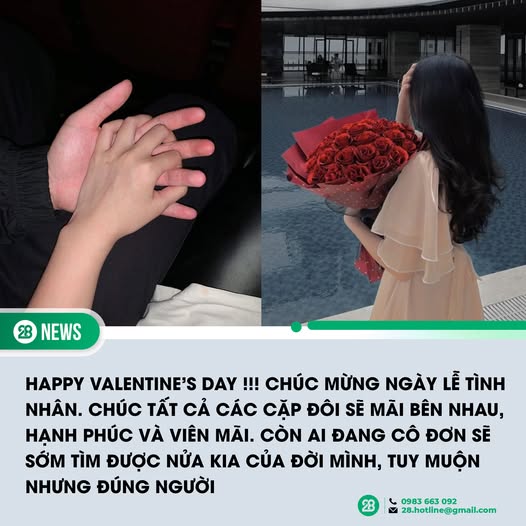 28 NEWS
HAPPY VALENTINE'S DAY !!! CHÚC MỪNG NGÀY LỄ TÌNH
NHÂN. CHÚC TẤT CẢ CÁC CẶP ĐÔI SẼ MÃI BÊN NHAU,
HẠNH PHÚC VÀ VIÊN MÃI. CÒN AI ĐANG CÔ ĐƠN SẼ
SỚM TÌM ĐƯỢC NỬA KIA CỦA ĐỜI MÌNH, TUY MUỘN
NHƯNG ĐÚNG NGƯỜI
28
0983 663 092
28.hotline@gmail.com